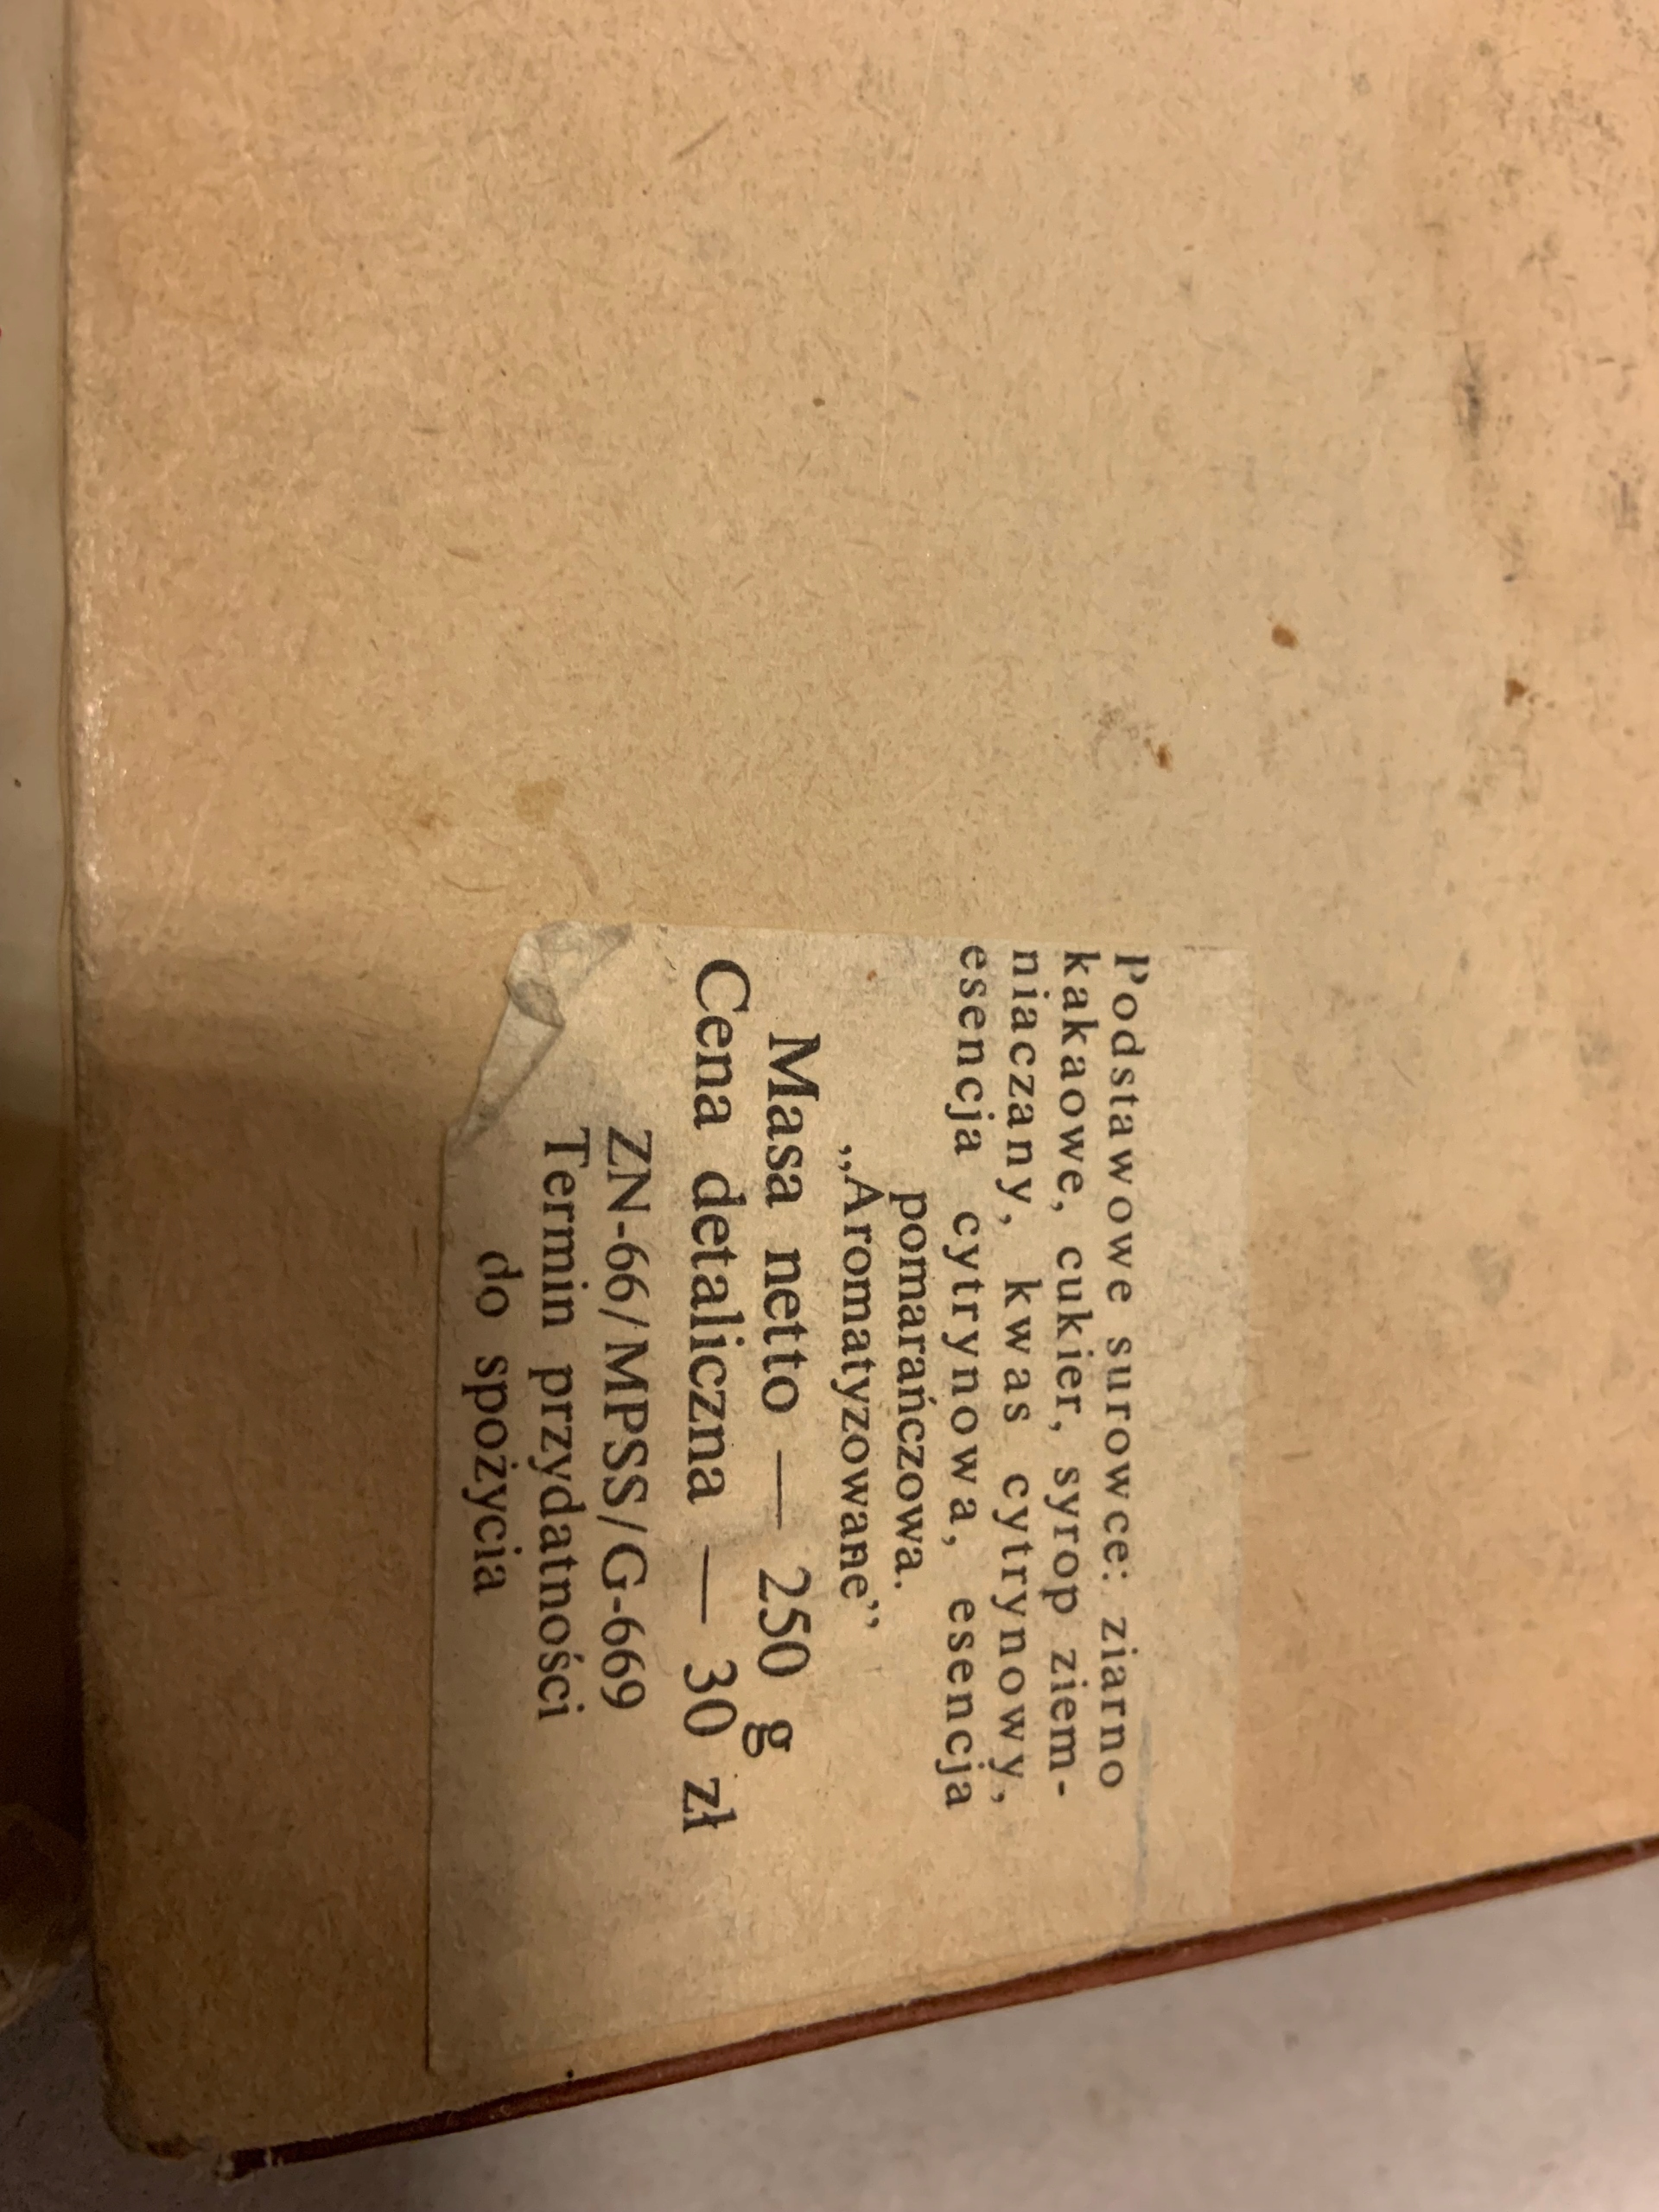 Podstawowe surowce: ziarno
kakaowe, cukier, syrop ziem-
niaczany, kwas cytrynowy,
esencja cytrynowa, esencja
pomarańczowa.
„Aromatyzowane”
Masa netto — 250 g
Cena detaliczna — 30 zł
ZN-66/MPSS/G-669
Termin przydatności
do spożycia